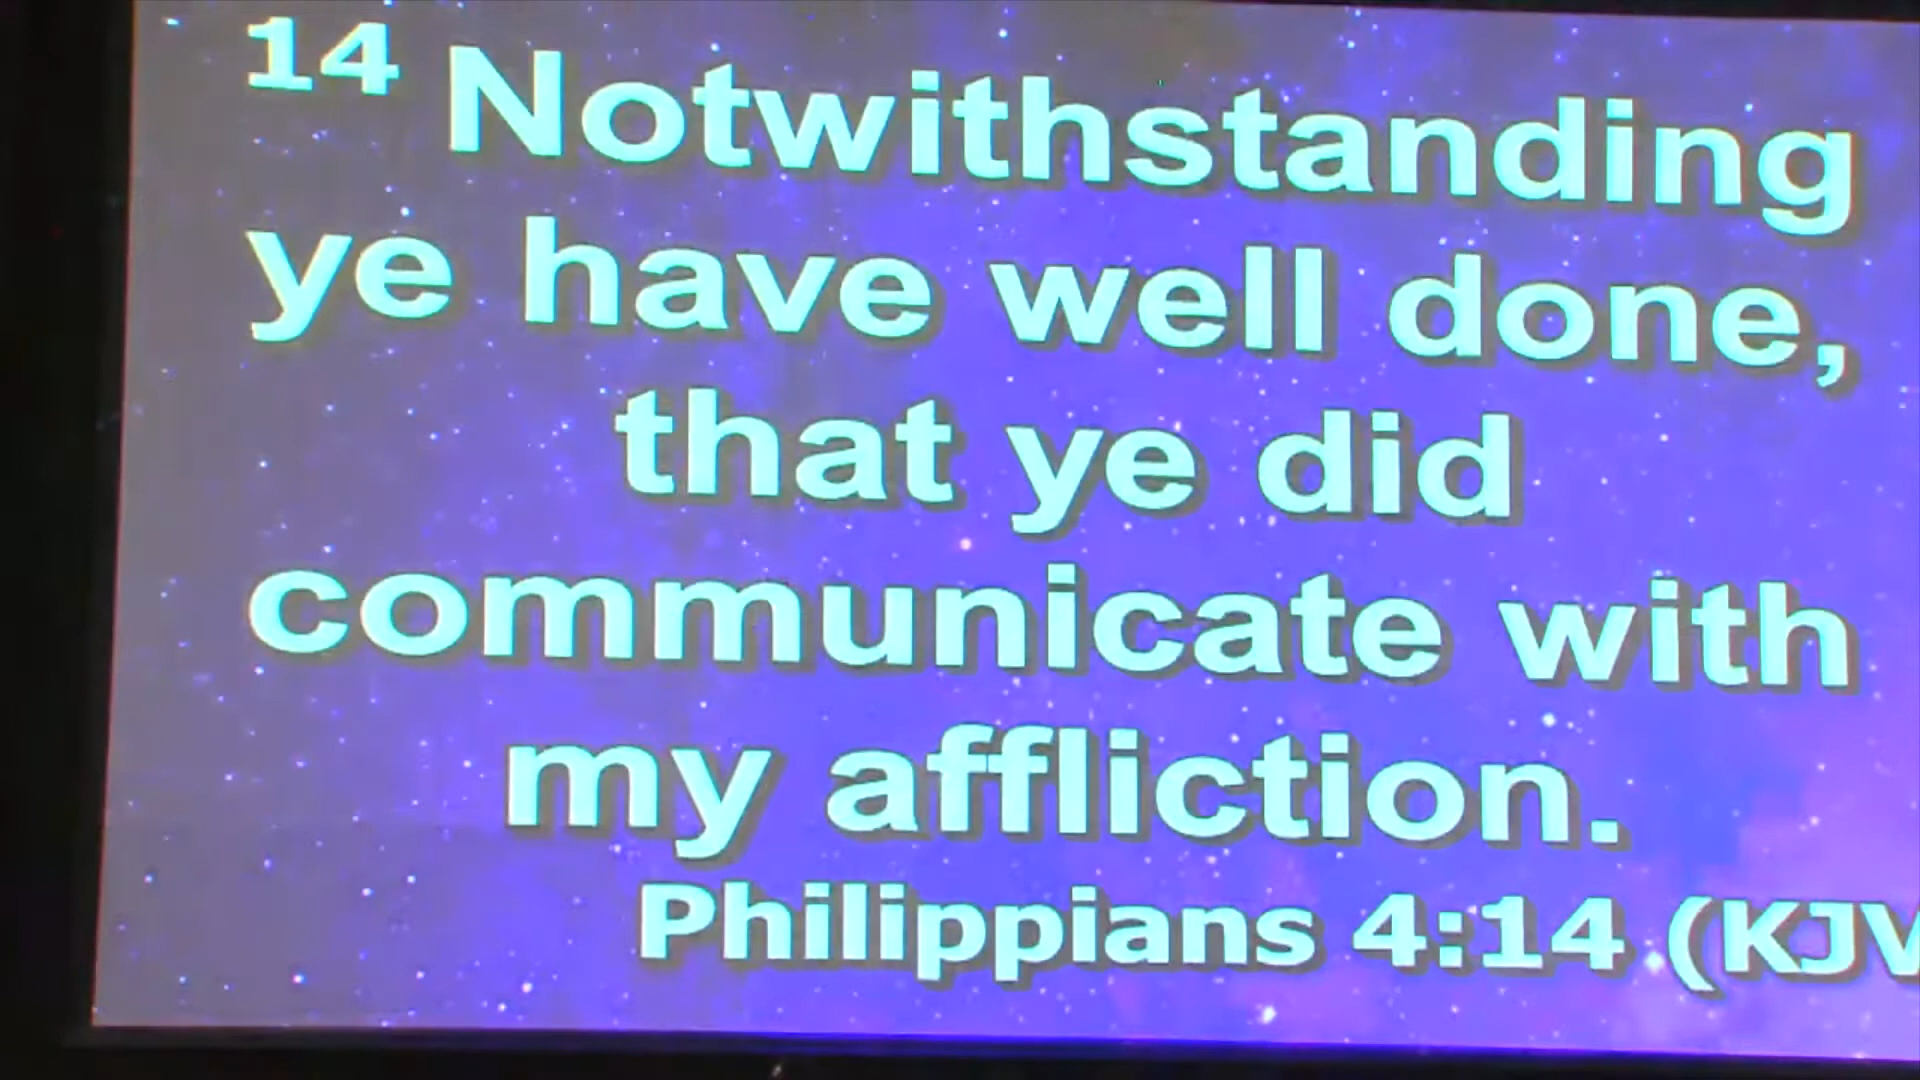 14 Notwithstanding
ye have well done,
that ye did
communicate with
my affliction.
Philippians 4:14 (KJV